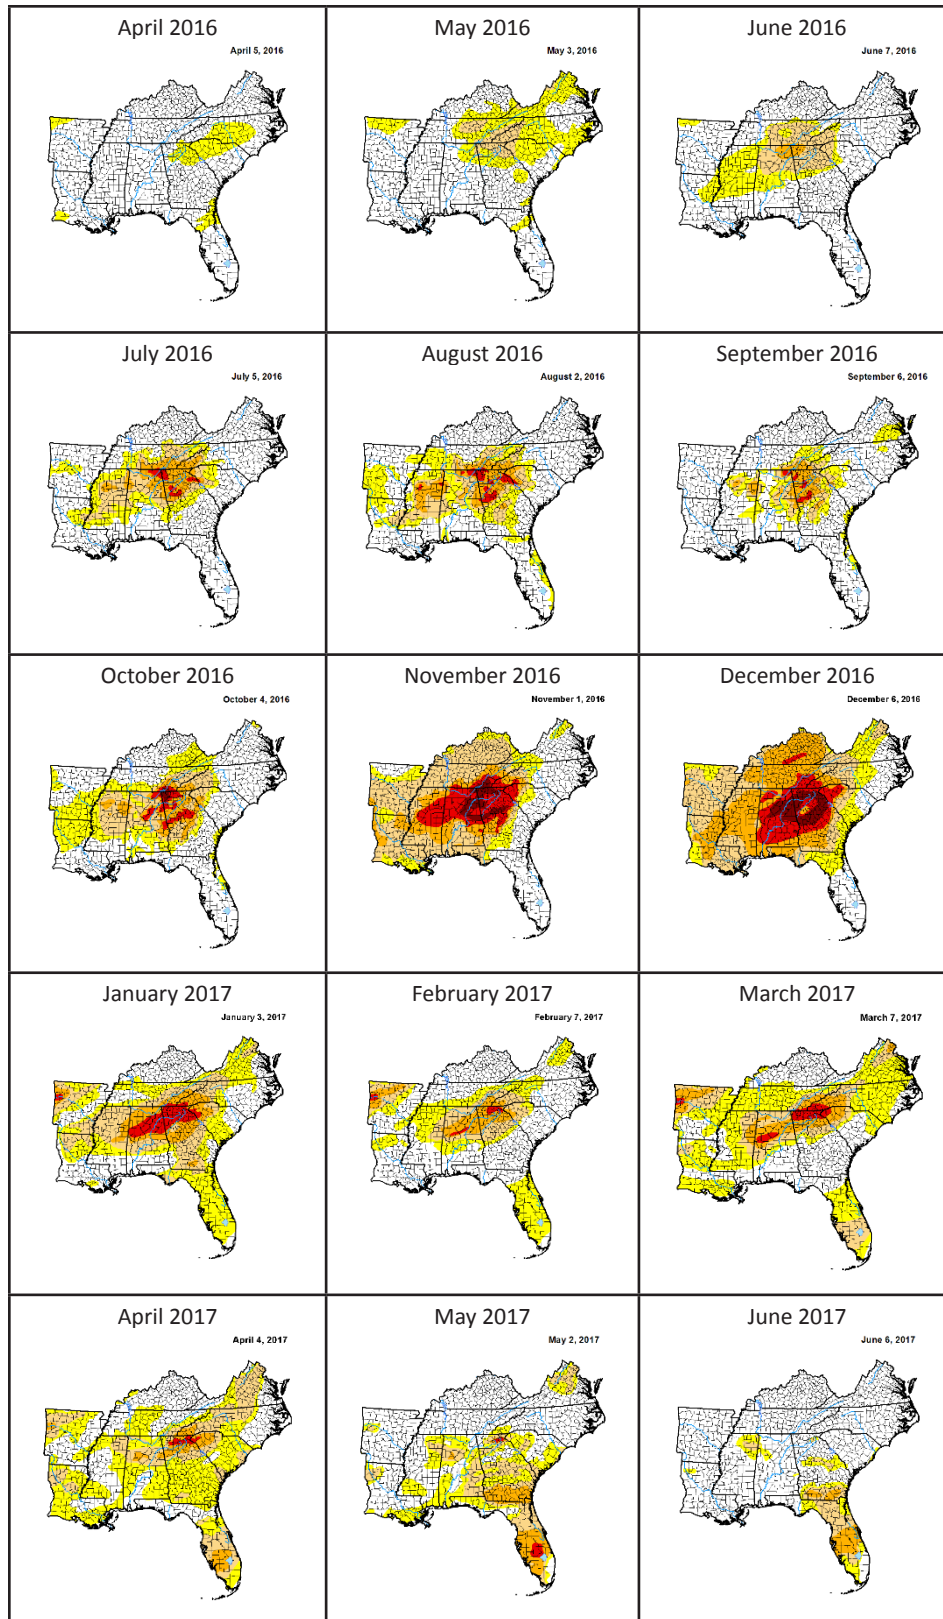 April 2016
April 5, 2016
May 2016
May 3, 2016
June 2016
June 7, 2016
July 2016
July 5, 2016
August 2016
August 2, 2016
September 2016
September 6, 2016
October 2016
October 4, 2016
November 2016
November 1, 2016
December 2016
December 6, 2016
January 2017
January 3, 2017
February 2017
February 7, 2017
March 2017
March 7, 2017
April 2017
April 4, 2017
May 2017
May 2, 2017
June 2017
June 6, 2017